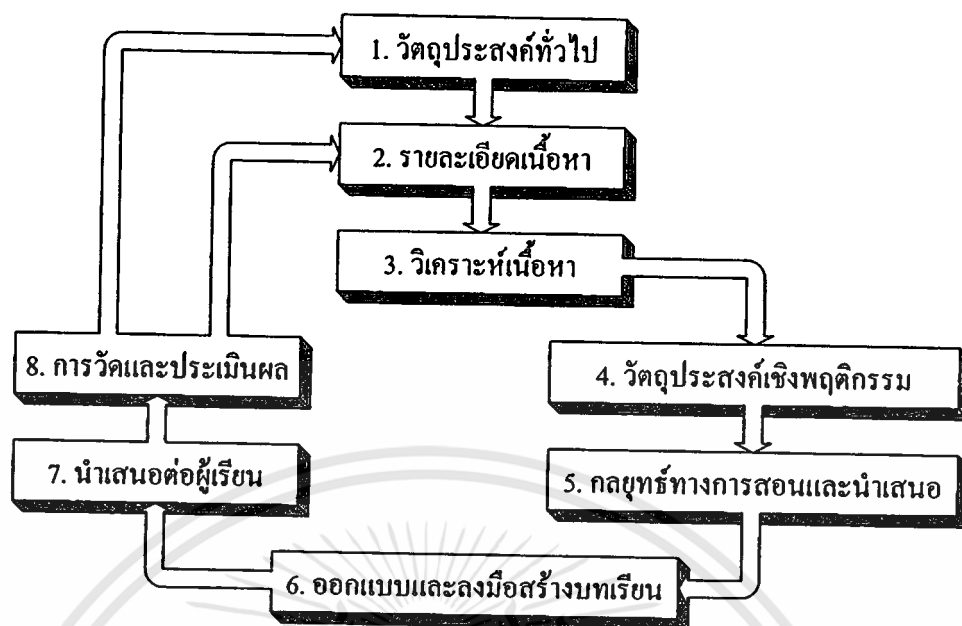 1. วัตถุประสงค์ทั่วไป
2. รายละเอียดเนื้อหา
3. วิเคราะห์เนื้อหา
4. วัตถุประสงค์เชิงพฤติกรรม
5. กลยุทธ์ทางการสอนและนำเสนอ
6. ออกแบบและลงมือสร้างบทเรียน
7. นำเสนอต่อผู้เรียน
8. การวัดและประเมินผล